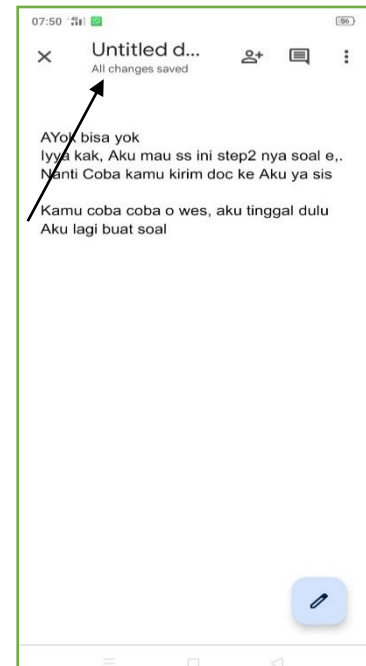 07:50
56
Untitled d...
All changes saved
AYok bisa yok
Iyya kak, Aku mau ss ini step2 nya soal e,.
Nanti Coba kamu kirim doc ke Aku ya sis
Kamu coba coba o wes, aku tinggal dulu
Aku lagi buat soal